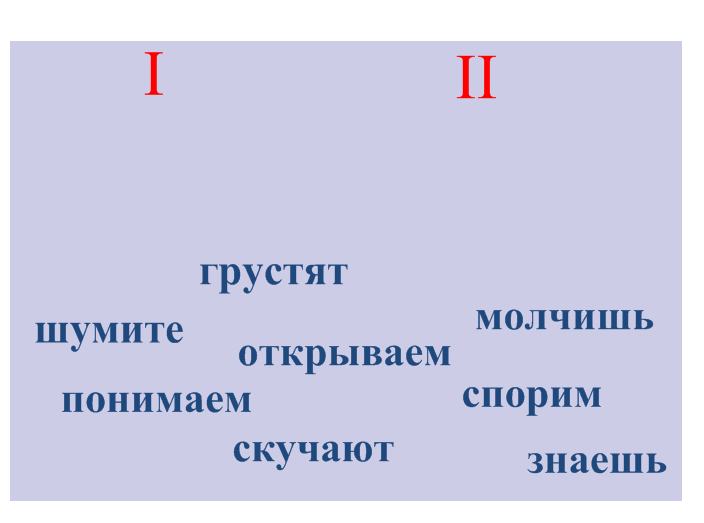 I II
грустят
молчишь
шумите
открываем
спорим
понимаем
скучают
знаешь